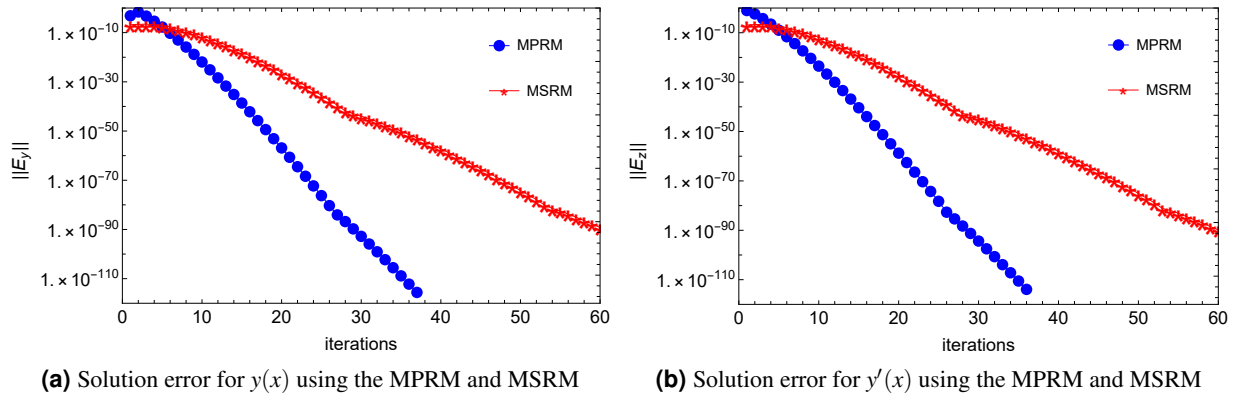 1. × 10⁻¹⁰
1. × 10⁻³⁰
1. × 10⁻⁵⁰
1. × 10⁻⁷⁰
1. × 10⁻⁹⁰
1. × 10⁻¹¹⁰
||E_y||
MPRM
MSRM
0 10 20 30 40 50 60
iterations
(a) Solution error for y(x) using the MPRM and MSRM
1. × 10⁻¹⁰
1. × 10⁻³⁰
1. × 10⁻⁵⁰
1. × 10⁻⁷⁰
1. × 10⁻⁹⁰
1. × 10⁻¹¹⁰
||E_z||
MPRM
MSRM
0 10 20 30 40 50 60
iterations
(b) Solution error for y′(x) using the MPRM and MSRM